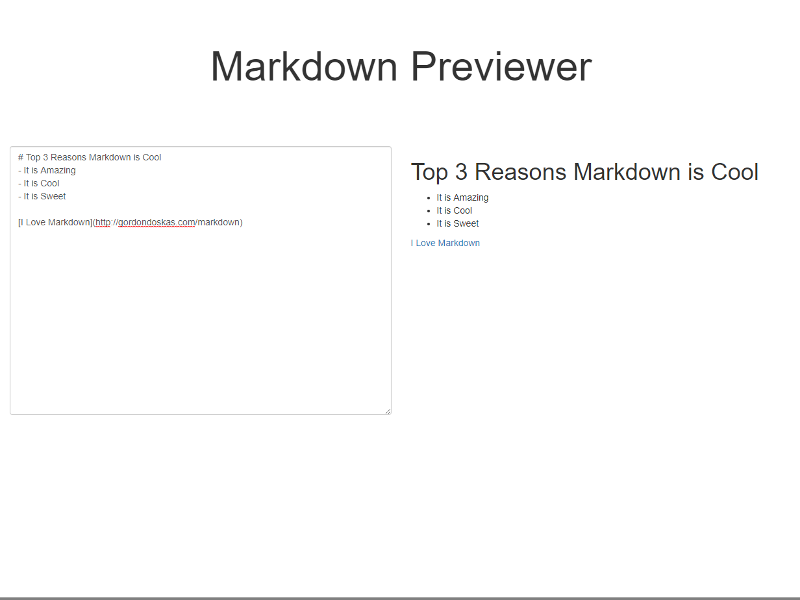 Markdown Previewer
# Top 3 Reasons Markdown is Cool
- It is Amazing
- It is Cool
- It is Sweet
[I Love Markdown](http://gordondoskas.com/markdown)
Top 3 Reasons Markdown is Cool
• It is Amazing
• It is Cool
• It is Sweet
I Love Markdown